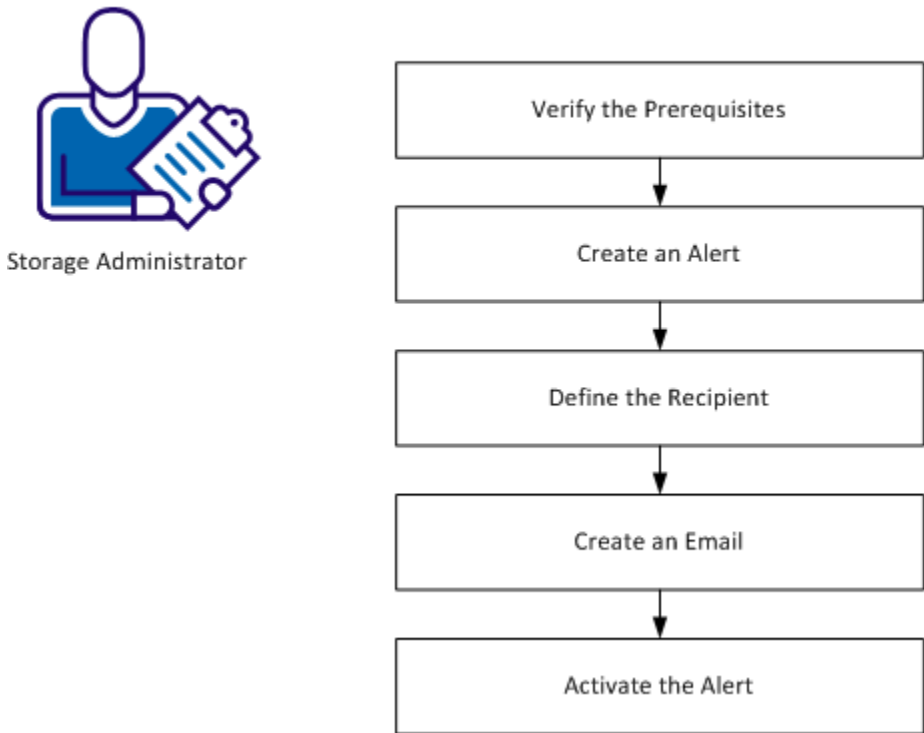 Storage Administrator
Verify the Prerequisites
Create an Alert
Define the Recipient
Create an Email
Activate the Alert